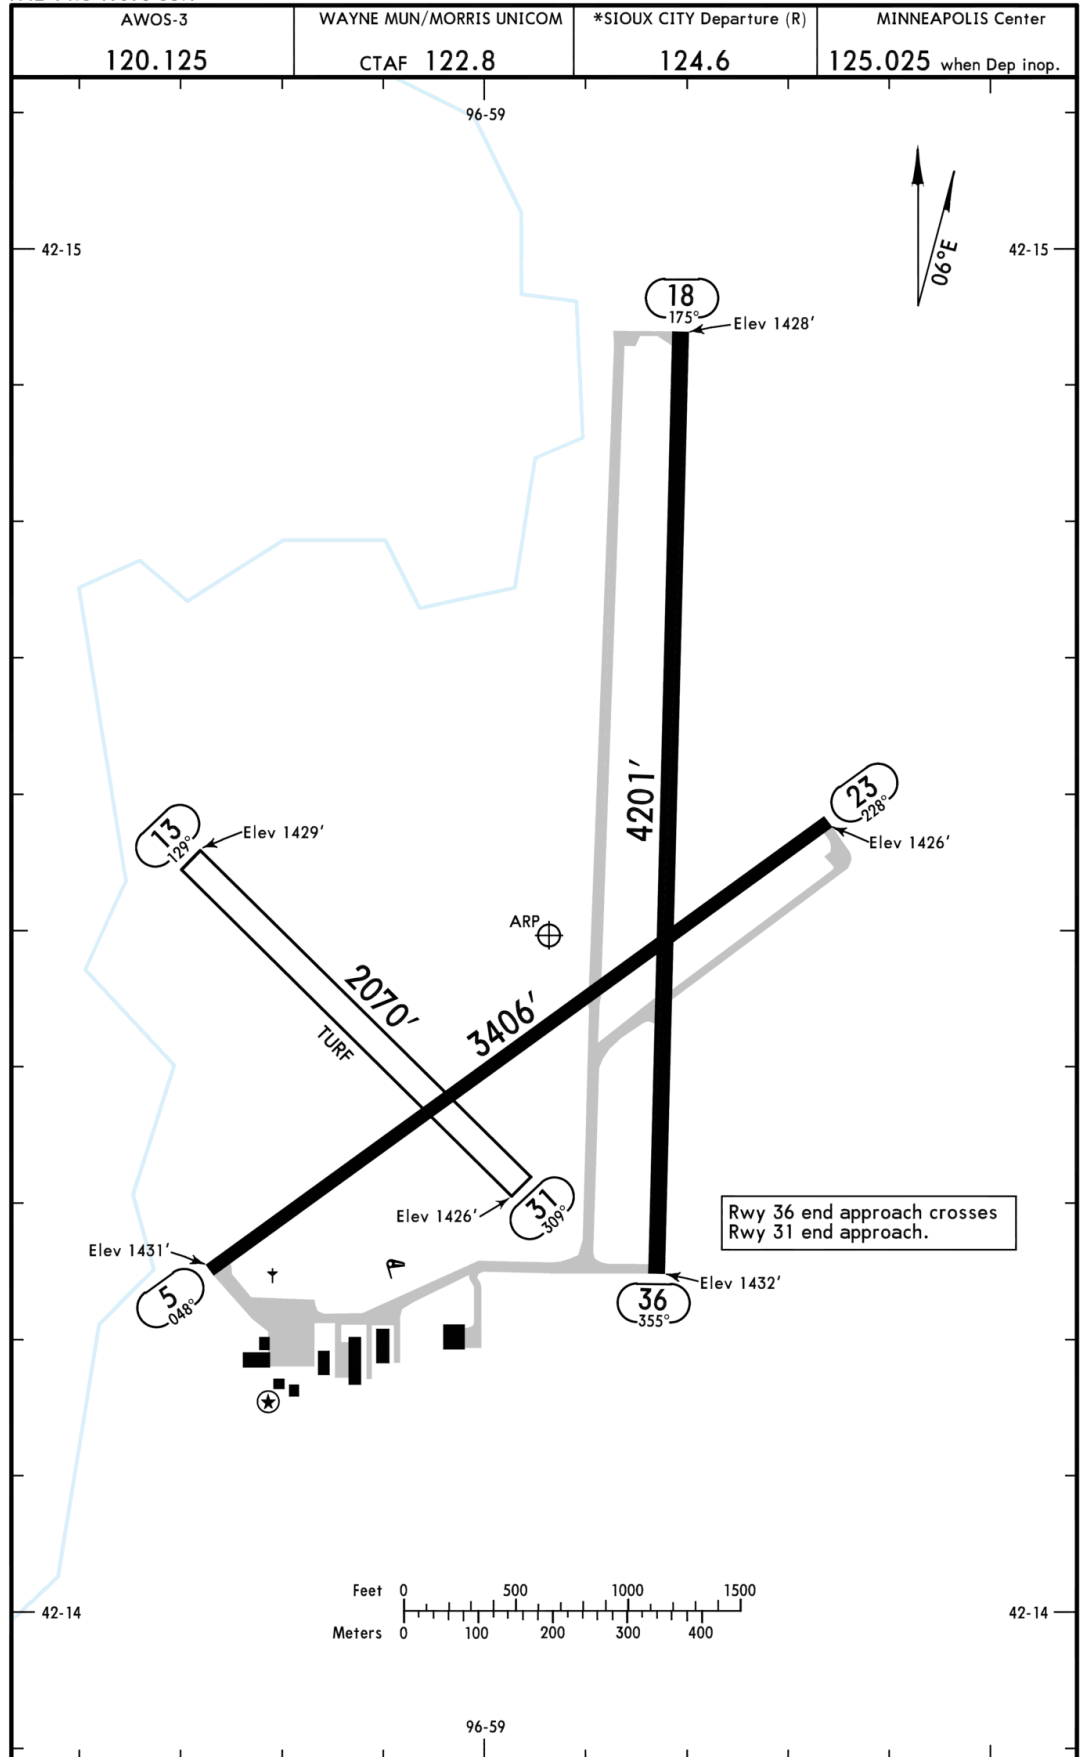 AWOS-3
120.125
WAYNE MUN/MORRIS UNICOM
CTAF 122.8
*SIOUX CITY Departure (R)
124.6
MINNEAPOLIS Center
125.025 when Dep inop.
96-59
42-15
42-15
06°E
18
175°
Elev 1428'
4201'
23
228°
Elev 1426'
13
129°
Elev 1429'
ARP
2070'
TURF
3406'
31
309°
Elev 1426'
Rwy 36 end approach crosses
Rwy 31 end approach.
Elev 1431'
5
048°
Elev 1432'
36
355°
Feet 0 500 1000 1500
Meters 0 100 200 300 400
42-14
42-14
96-59